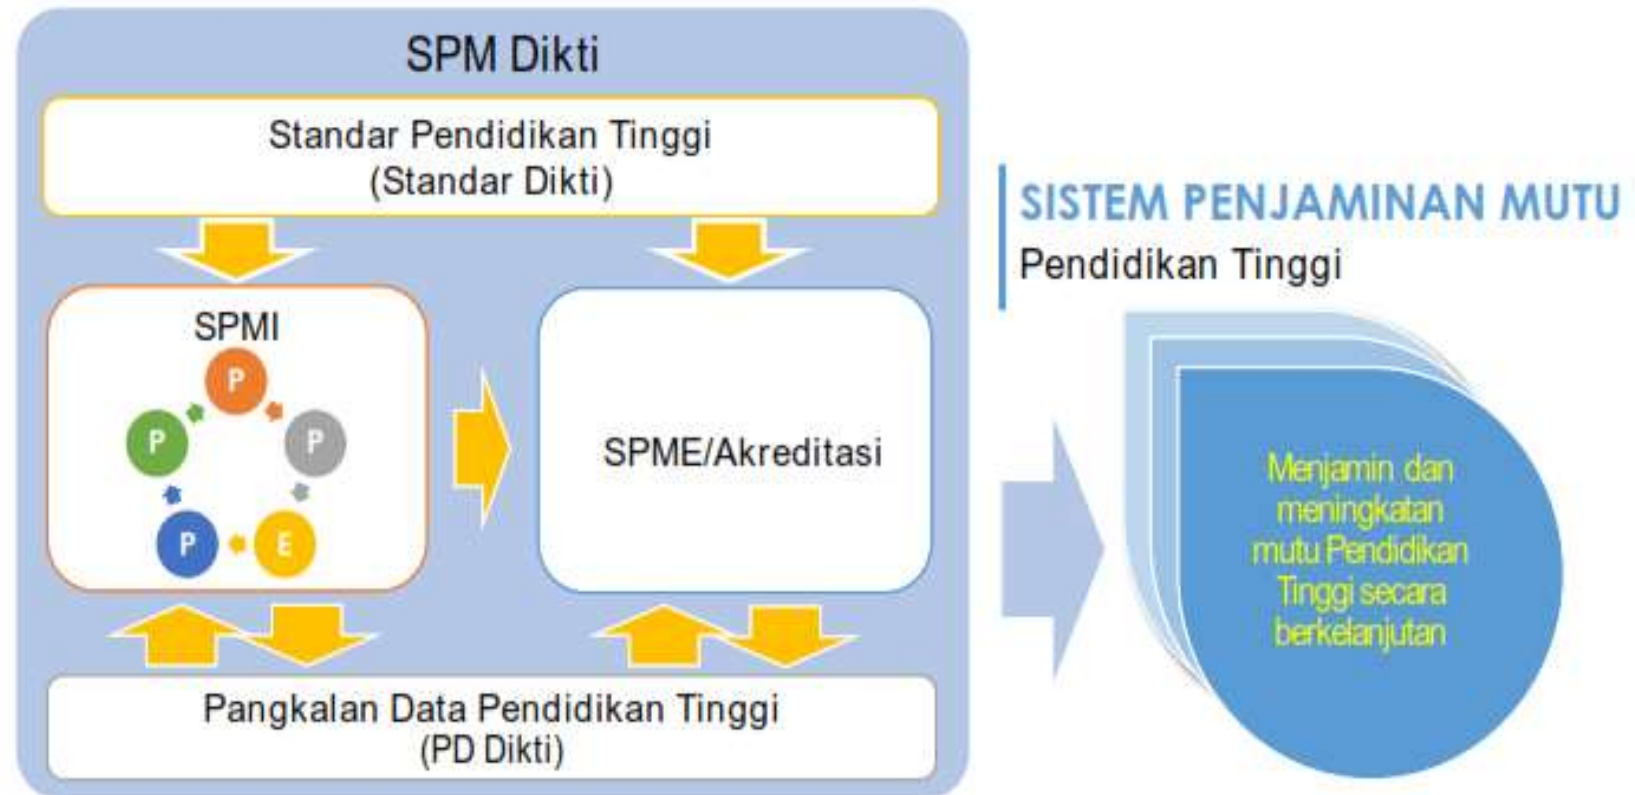 SPM Dikti
Standar Pendidikan Tinggi
(Standar Dikti)
SPMI
P
P
P
P
E
SPME/Akreditasi
Pangkalan Data Pendidikan Tinggi
(PD Dikti)
SISTEM PENJAMINAN MUTU
Pendidikan Tinggi
Menjamin dan
meningkatan
mutu Pendidikan
Tinggi secara
berkelanjutan